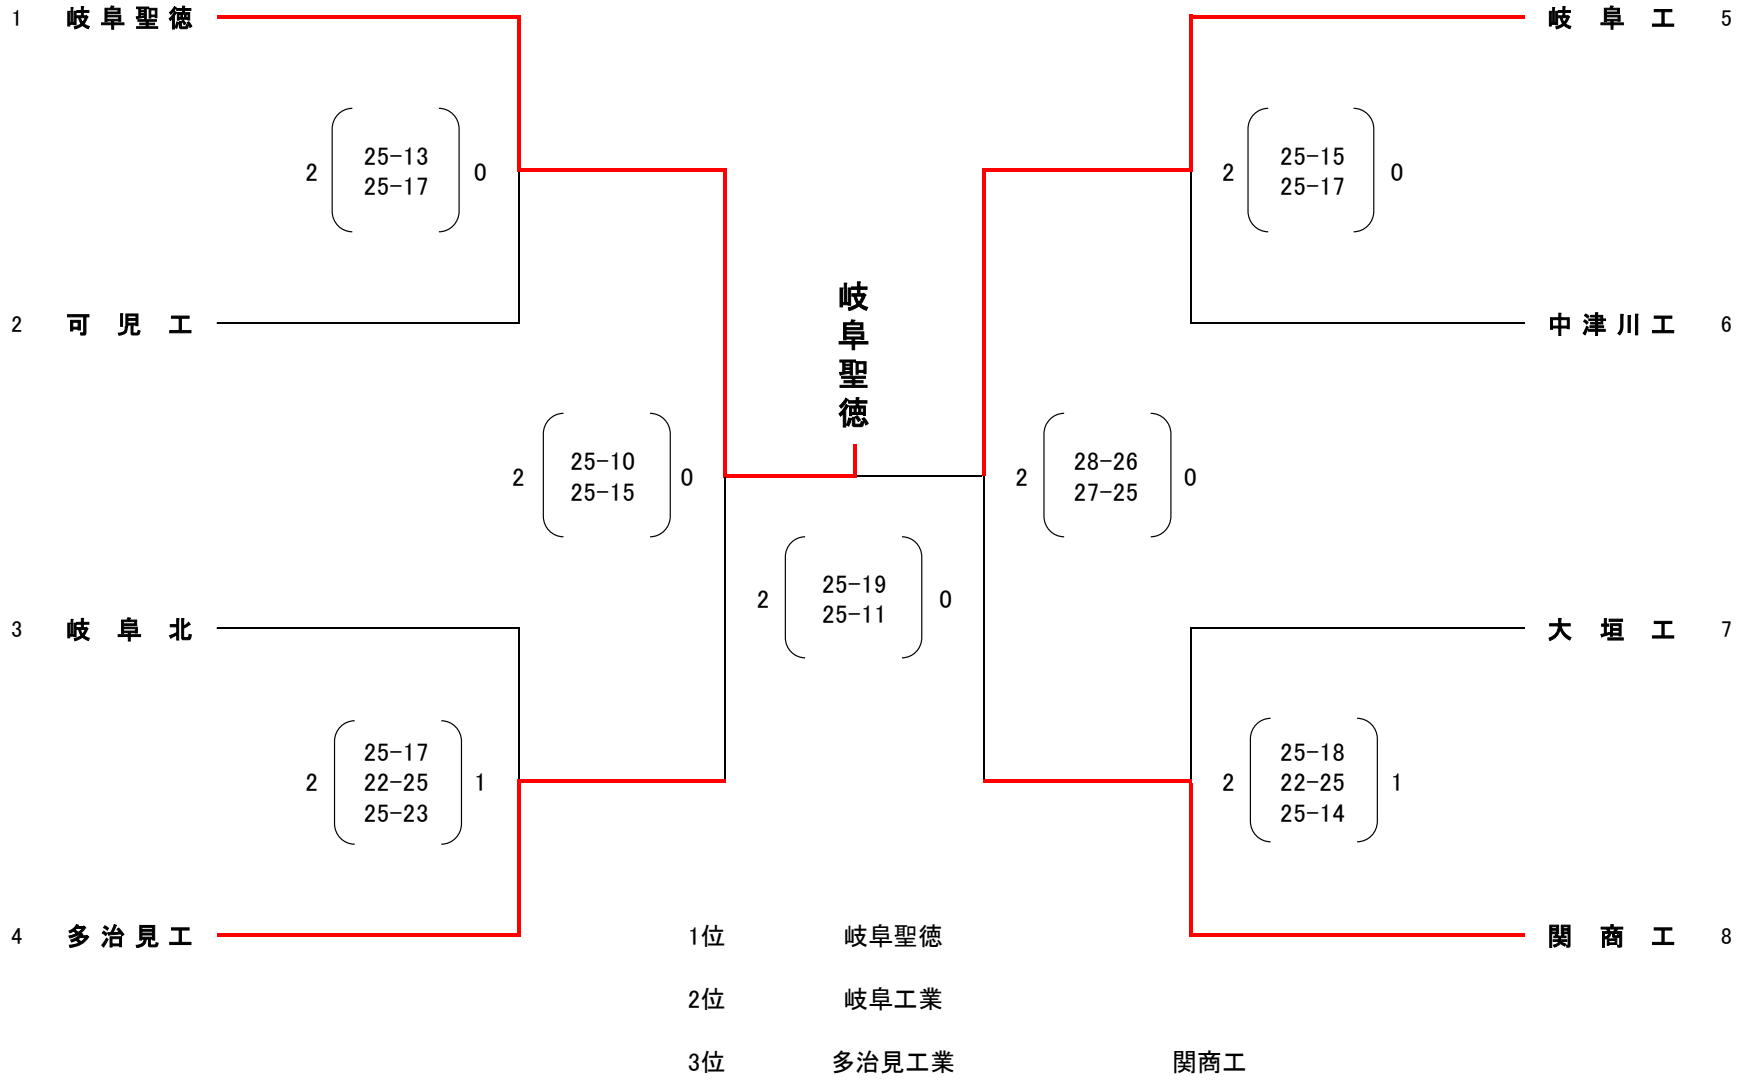 1 岐阜聖徳
岐阜工 5
2 25-13 0
25-17
2 25-15 0
25-17
2 可児工
岐阜聖徳
中津川工 6
2 25-10 0
25-15
2 28-26 0
27-25
2 25-19 0
25-11
3 岐阜北
大垣工 7
2 25-17 1
22-25
25-23
2 25-18 1
22-25
25-14
4 多治見工
関商工 8
1位 岐阜聖徳
2位 岐阜工業
3位 多治見工業 関商工